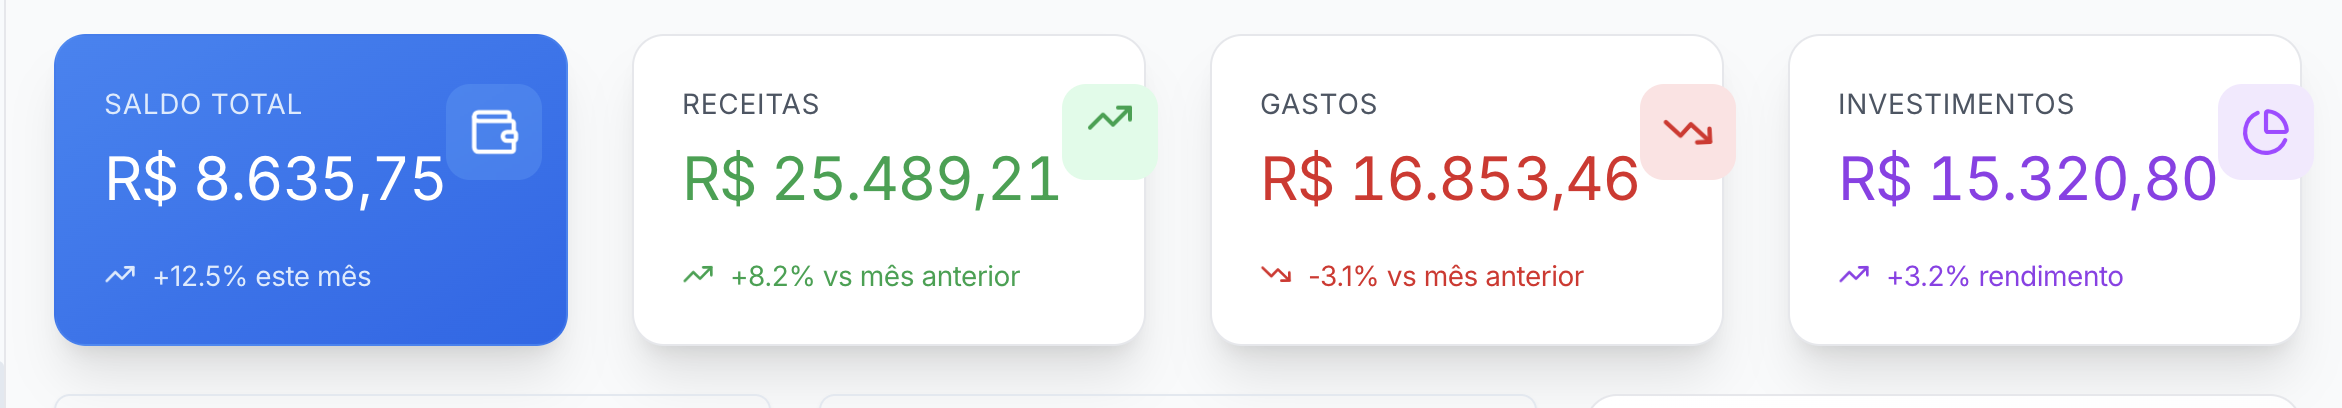 SALDO TOTAL
R$ 8.635,75
+12.5% este mês
RECEITAS
R$ 25.489,21
+8.2% vs mês anterior
GASTOS
R$ 16.853,46
-3.1% vs mês anterior
INVESTIMENTOS
R$ 15.320,80
+3.2% rendimento